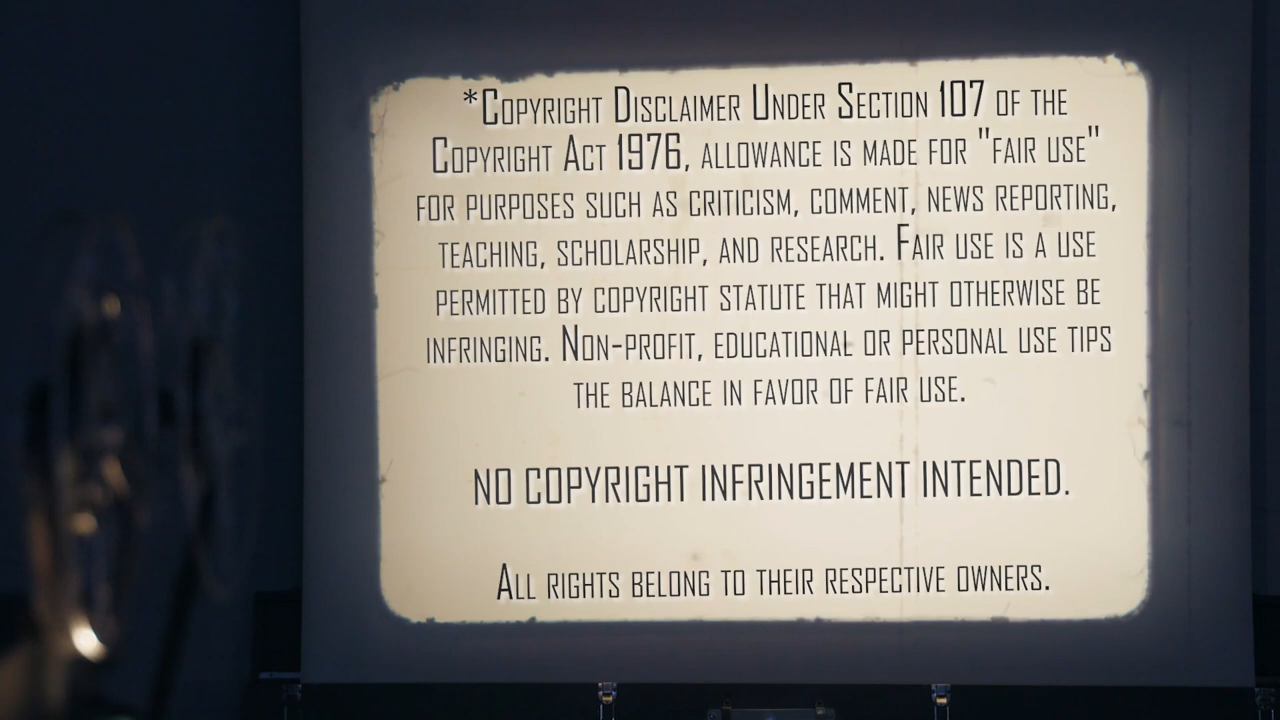 *Copyright Disclaimer Under Section 107 of the
Copyright Act 1976, allowance is made for "fair use"
for purposes such as criticism, comment, news reporting,
teaching, scholarship, and research. Fair use is a use
permitted by copyright statute that might otherwise be
infringing. Non-profit, educational or personal use tips
the balance in favor of fair use.
NO COPYRIGHT INFRINGEMENT INTENDED.
All rights belong to their respective owners.